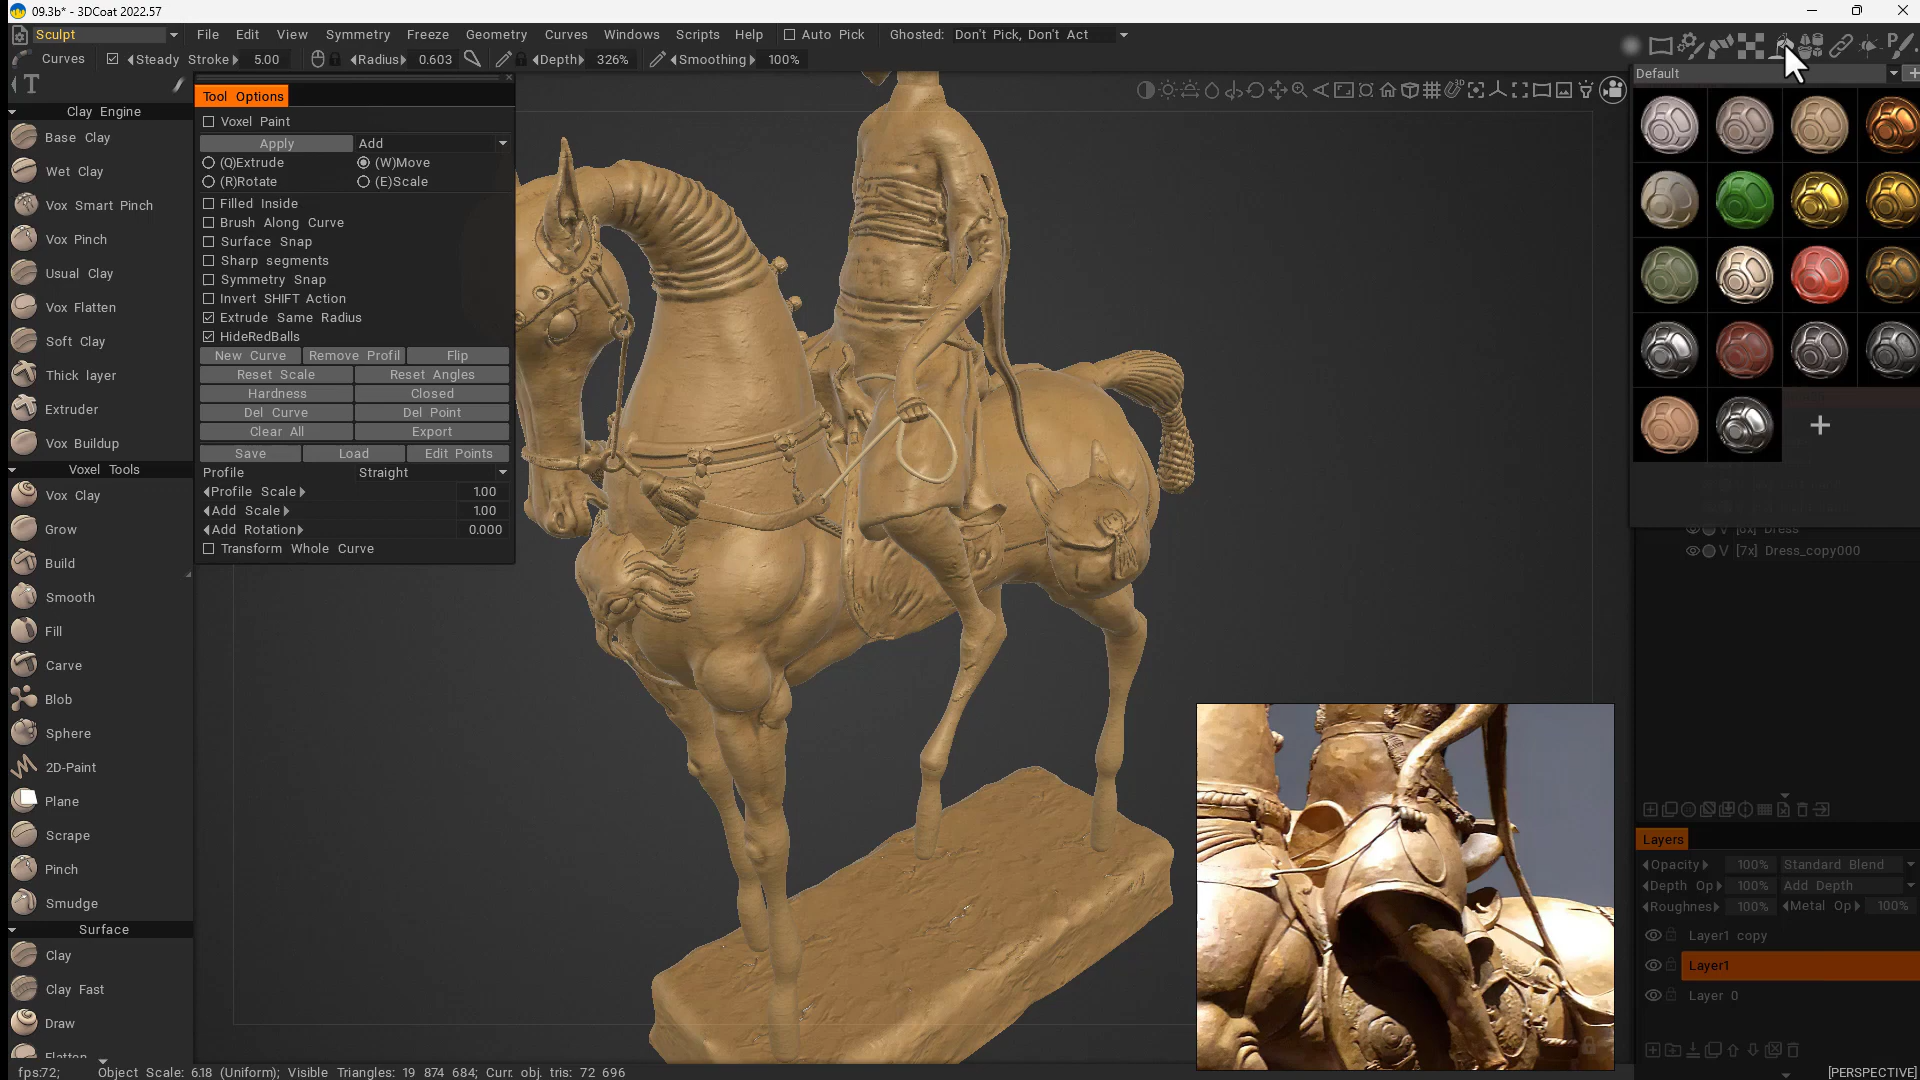 09.3b* - 3DCoat 2022.57
Sculpt
File Edit View Symmetry Freeze Geometry Curves Windows Scripts Help Auto Pick Ghosted: Don't Pick, Don't Act
Curves Steady Stroke 5.00 Radius 0.603 Depth 326% Smoothing 100%
Default
Clay Engine
Base Clay
Wet Clay
Vox Smart Pinch
Vox Pinch
Usual Clay
Vox Flatten
Soft Clay
Thick layer
Extruder
Vox Buildup
Voxel Tools
Vox Clay
Grow
Build
Smooth
Fill
Carve
Blob
Sphere
2D-Paint
Plane
Scrape
Pinch
Smudge
Surface
Clay
Clay Fast
Draw
Flatten
Tool Options
Voxel Paint
Apply Add
(Q)Extrude (W)Move
(R)Rotate (E)Scale
Filled Inside
Brush Along Curve
Surface Snap
Sharp segments
Symmetry Snap
Invert SHIFT Action
Extrude Same Radius
HideRedBalls
New Curve Remove Profil Flip
Reset Scale Reset Angles
Hardness Closed
Del Curve Del Point
Clear All Export
Save Load Edit Points
Profile Straight
Profile Scale 1.00
Add Scale 1.00
Add Rotation 0.000
Transform Whole Curve
V [6x] Dress
V [7x] Dress_copy000
Layers
Opacity 100% Standard Blend
Depth Op 100% Add Depth
Roughnes 100% Metal Op 100%
Layer1 copy
Layer1
Layer 0
fps:72; Object Scale: 6.18 (Uniform); Visible Triangles: 19 874 684; Curr. obj. tris: 72 696
[PERSPECTIVE]